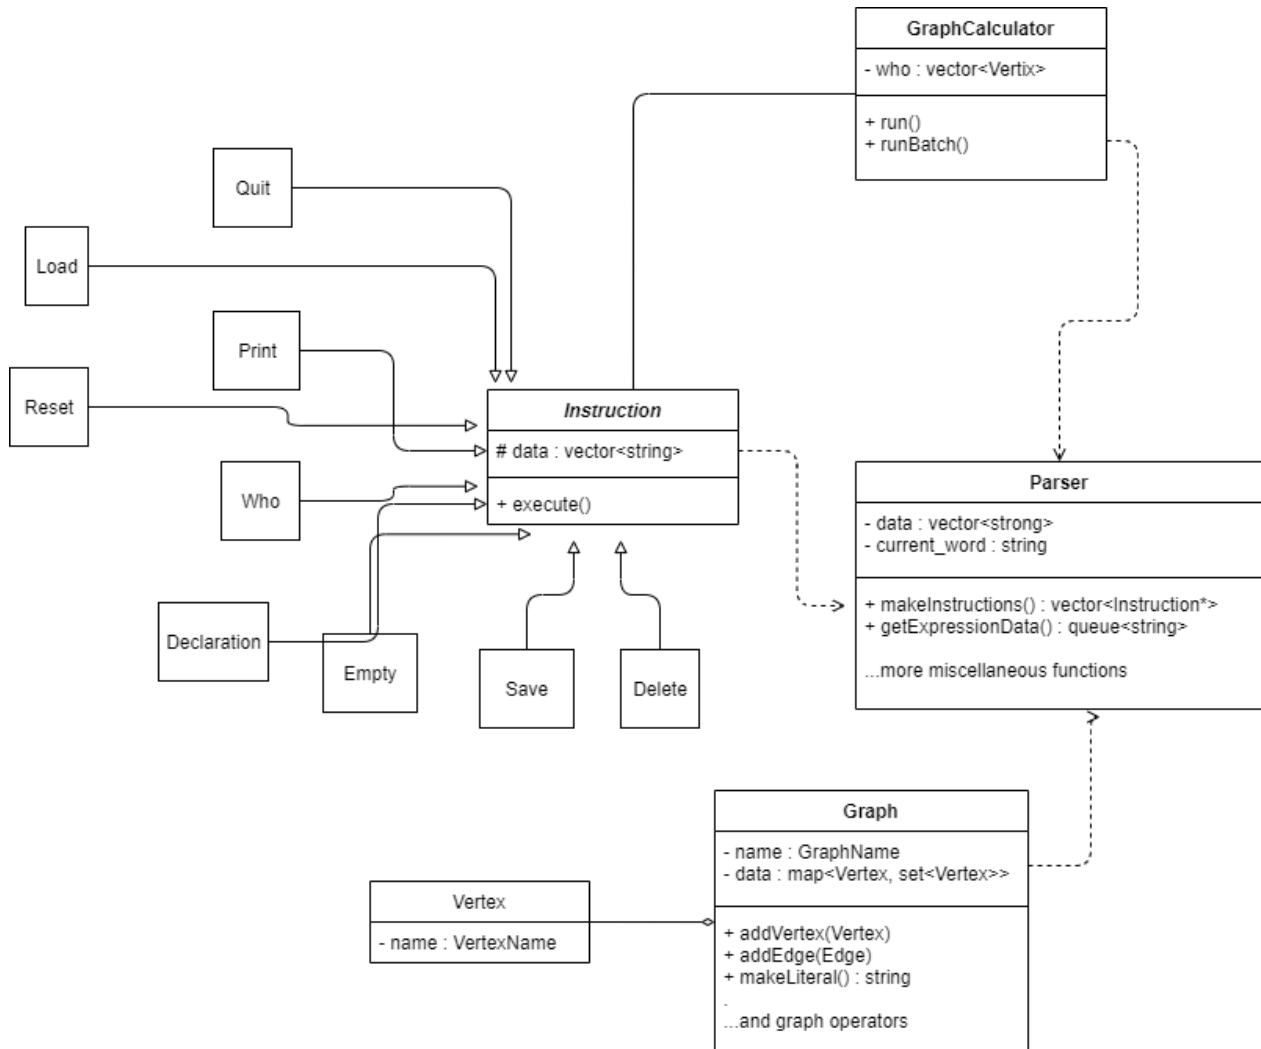 GraphCalculator
- who : vector<Vertix>
+ run()
+ runBatch()
Quit
Load
Print
Reset
Instruction
# data : vector<string>
+ execute()
Who
Parser
- data : vector<strong>
- current_word : string
+ makeInstructions() : vector<Instruction*>
+ getExpressionData() : queue<string>
...more miscellaneous functions
Declaration
Empty
Save
Delete
Graph
- name : GraphName
- data : map<Vertex, set<Vertex>>
+ addVertex(Vertex)
+ addEdge(Edge)
+ makeLiteral() : string
.
...and graph operators
Vertex
- name : VertexName